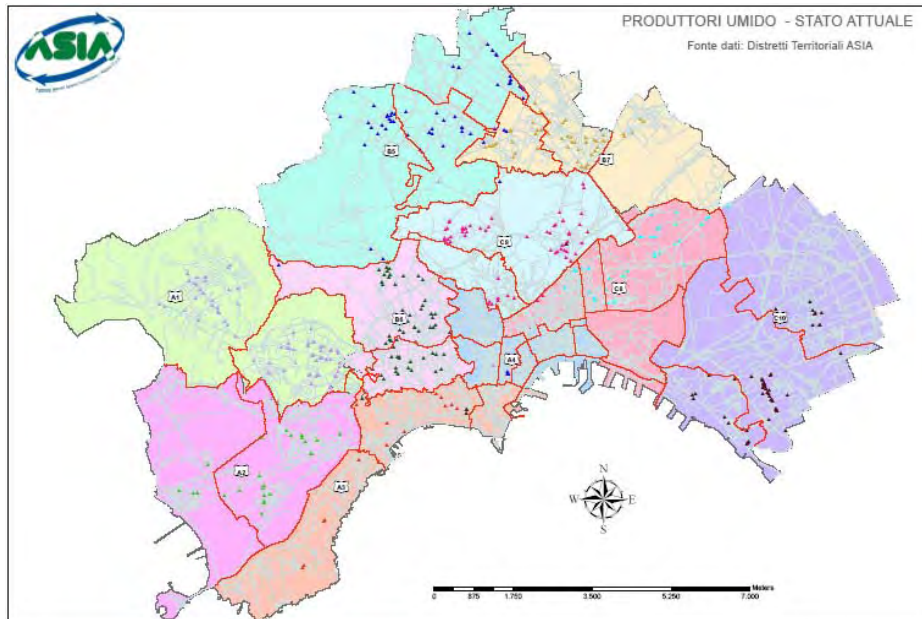 ASIA
PRODUTTORI UMIDO - STATO ATTUALE
Fonte dati: Distretti Territoriali ASIA
B5
B7
C9
A1
C8
B6
C10
A4
A2
A3
N
W E
S
Meters
0 875 1.750 3.500 5.250 7.000